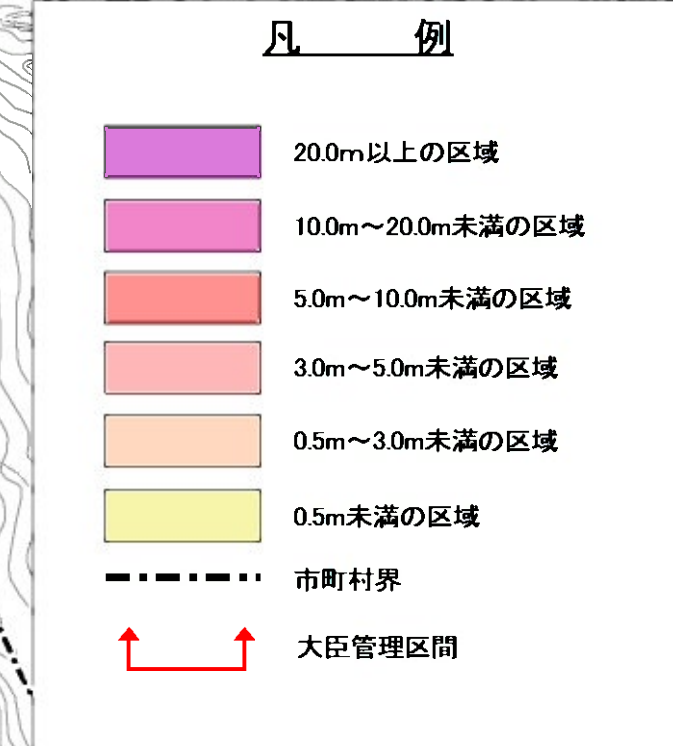 凡 例
20.0m以上の区域
10.0m～20.0m未満の区域
5.0m～10.0m未満の区域
3.0m～5.0m未満の区域
0.5m～3.0m未満の区域
0.5m未満の区域
市町村界
大臣管理区間